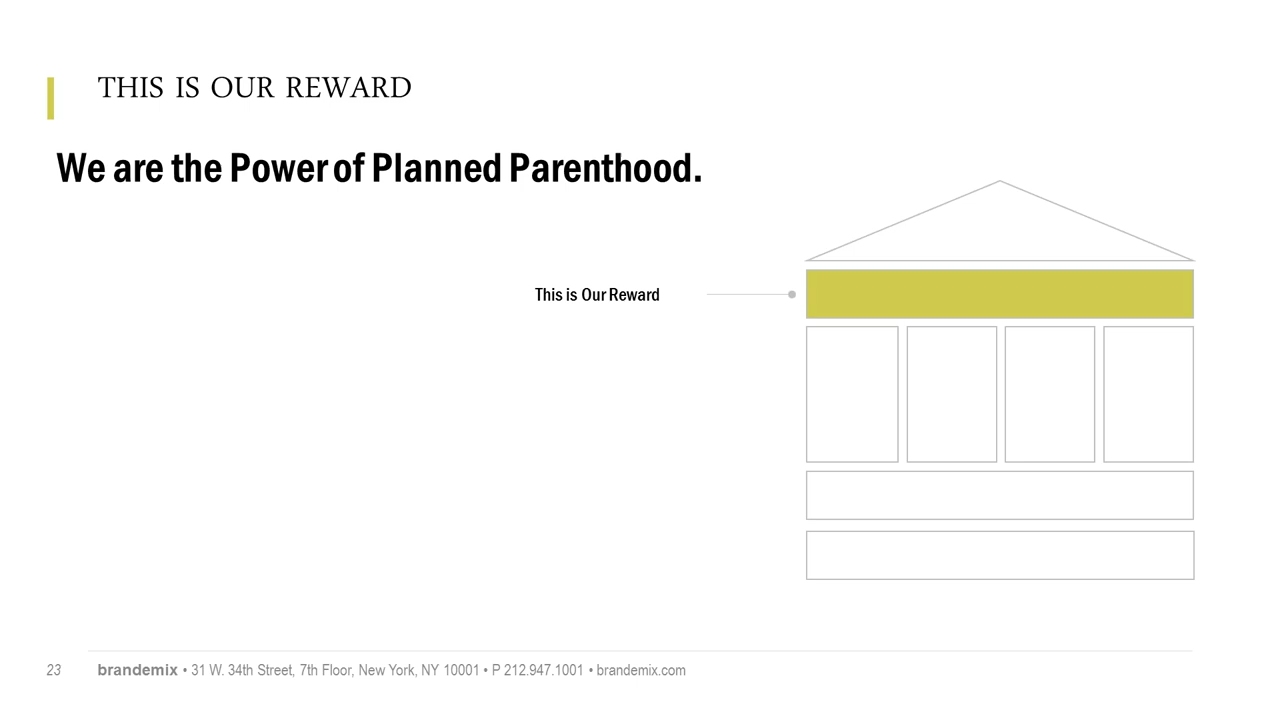 THIS IS OUR REWARD
We are the Power of Planned Parenthood.
This is Our Reward
23 brandemix • 31 W. 34th Street, 7th Floor, New York, NY 10001 • P 212.947.1001 • brandemix.com